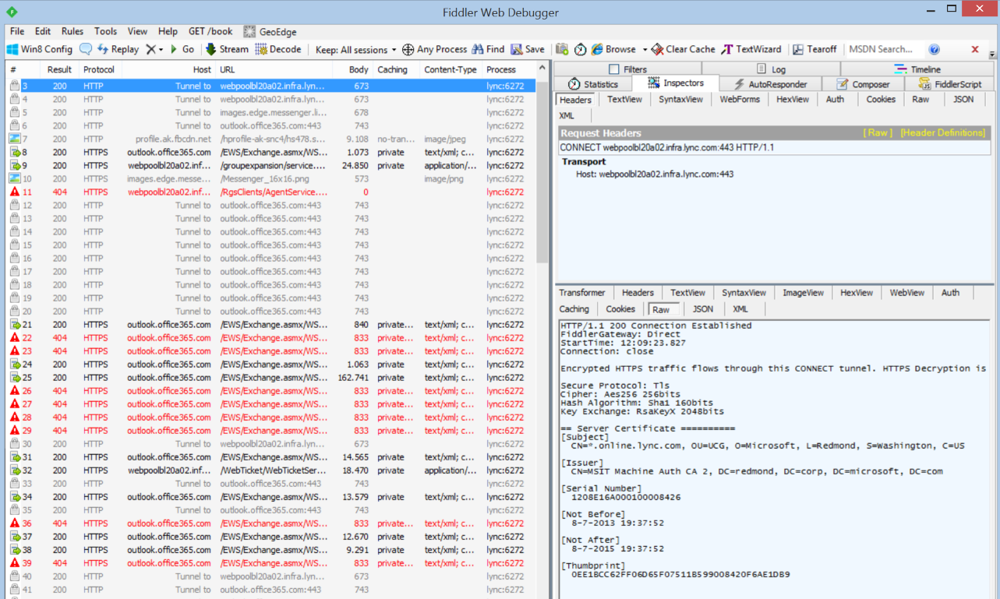 Fiddler Web Debugger
File Edit Rules Tools View Help GET /book GeoEdge
Win8 Config Replay Go Stream Decode Keep: All sessions Any Process Find Save Browse Clear Cache TextWizard Tearoff MSDN Search...
# Result Protocol Host URL Body Caching Content-Type Process
3 200 HTTP Tunnel to webpoolbl20a02.infra.lyn... 673 lync:6272
4 200 HTTP Tunnel to webpoolbl20a02.infra.lyn... 673 lync:6272
5 200 HTTP Tunnel to images.edge.messenger.li... 678 lync:6272
6 200 HTTP Tunnel to outlook.office365.com:443 743 lync:6272
7 200 HTTP profile.ak.fbcdn.net /hprofile-ak-snc4/hs478.s... 9.108 no-tran... image/jpeg lync:6272
8 200 HTTPS outlook.office365.com /EWS/Exchange.asmx/WS... 1.073 private text/xml; c... lync:6272
9 200 HTTPS webpoolbl20a02.inf... /groupexpansion/service.... 24.850 private application/... lync:6272
10 200 HTTPS images.edge.messe... /Messenger_16x16.png 573 image/png lync:6272
11 404 HTTPS webpoolbl20a02.inf... /RgsClients/AgentService.... 0 lync:6272
12 200 HTTP Tunnel to outlook.office365.com:443 743 lync:6272
13 200 HTTP Tunnel to outlook.office365.com:443 743 lync:6272
14 200 HTTP Tunnel to outlook.office365.com:443 743 lync:6272
15 200 HTTP Tunnel to outlook.office365.com:443 743 lync:6272
16 200 HTTP Tunnel to outlook.office365.com:443 743 lync:6272
17 200 HTTP Tunnel to outlook.office365.com:443 743 lync:6272
18 200 HTTP Tunnel to outlook.office365.com:443 743 lync:6272
19 200 HTTP Tunnel to outlook.office365.com:443 743 lync:6272
20 200 HTTP Tunnel to outlook.office365.com:443 743 lync:6272
21 200 HTTPS outlook.office365.com /EWS/Exchange.asmx/WS... 840 private... text/xml; c... lync:6272
22 404 HTTPS outlook.office365.com /EWS/Exchange.asmx/WS... 833 private... text/xml; c... lync:6272
23 404 HTTPS outlook.office365.com /EWS/Exchange.asmx/WS... 833 private... text/xml; c... lync:6272
24 200 HTTPS outlook.office365.com /EWS/Exchange.asmx/WS... 1.063 private text/xml; c... lync:6272
25 200 HTTPS outlook.office365.com /EWS/Exchange.asmx/WS... 162.741 private text/xml; c... lync:6272
26 404 HTTPS outlook.office365.com /EWS/Exchange.asmx/WS... 833 private... text/xml; c... lync:6272
27 404 HTTPS outlook.office365.com /EWS/Exchange.asmx/WS... 833 private... text/xml; c... lync:6272
28 404 HTTPS outlook.office365.com /EWS/Exchange.asmx/WS... 833 private... text/xml; c... lync:6272
29 404 HTTPS outlook.office365.com /EWS/Exchange.asmx/WS... 833 private... text/xml; c... lync:6272
30 200 HTTP Tunnel to webpoolbl20a02.infra.lyn... 673 lync:6272
31 200 HTTPS outlook.office365.com /EWS/Exchange.asmx/WS... 14.565 private text/xml; c... lync:6272
32 200 HTTPS webpoolbl20a02.inf... /WebTicket/WebTicketSer... 18.470 private application/... lync:6272
33 200 HTTP Tunnel to outlook.office365.com:443 743 lync:6272
34 200 HTTPS outlook.office365.com /EWS/Exchange.asmx/WS... 13.579 private text/xml; c... lync:6272
35 200 HTTP Tunnel to outlook.office365.com:443 743 lync:6272
36 404 HTTPS outlook.office365.com /EWS/Exchange.asmx/WS... 833 private... text/xml; c... lync:6272
37 200 HTTPS outlook.office365.com /EWS/Exchange.asmx/WS... 12.670 private text/xml; c... lync:6272
38 200 HTTPS outlook.office365.com /EWS/Exchange.asmx/WS... 9.291 private text/xml; c... lync:6272
39 404 HTTPS outlook.office365.com /EWS/Exchange.asmx/WS... 833 private... text/xml; c... lync:6272
40 200 HTTP Tunnel to webpoolbl20a02.infra.lyn... 673 lync:6272
41 200 HTTP Tunnel to outlook.office365.com:443 743 lync:6272
Filters Log Timeline
Statistics Inspectors AutoResponder Composer FiddlerScript
Headers TextView SyntaxView WebForms HexView Auth Cookies Raw JSON
XML
Request Headers [ Raw ] [Header Definitions]
CONNECT webpoolbl20a02.infra.lync.com:443 HTTP/1.1
Transport
Host: webpoolbl20a02.infra.lync.com:443
Transformer Headers TextView SyntaxView ImageView HexView WebView Auth
Caching Cookies Raw JSON XML
HTTP/1.1 200 Connection Established
FiddlerGateway: Direct
StartTime: 12:09:23.827
Connection: close
Encrypted HTTPS traffic flows through this CONNECT tunnel. HTTPS Decryption is
Secure Protocol: Tls
Cipher: Aes256 256bits
Hash Algorithm: Sha1 160bits
Key Exchange: RsaKeyX 2048bits
== Server Certificate ==========
[Subject]
CN=*.online.lync.com, OU=UCG, O=Microsoft, L=Redmond, S=Washington, C=US
[Issuer]
CN=MSIT Machine Auth CA 2, DC=redmond, DC=corp, DC=microsoft, DC=com
[Serial Number]
1208E16A000100008426
[Not Before]
8-7-2013 19:37:52
[Not After]
8-7-2015 19:37:52
[Thumbprint]
0EE1BCC62FF06D65F07511B599008420F6AE1DB9